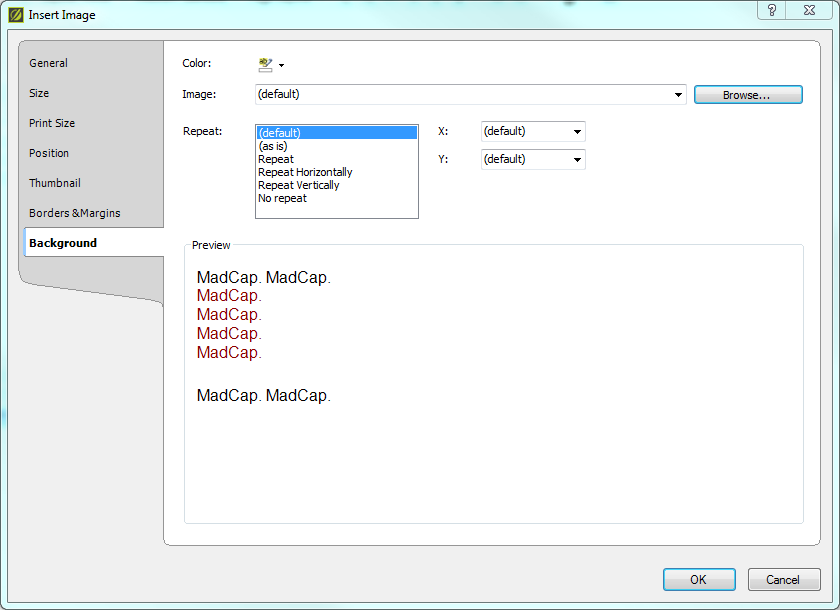 Insert Image
General
Size
Print Size
Position
Thumbnail
Borders &Margins
Background
Color:
Image: (default) Browse...
Repeat: (default)
(as is)
Repeat
Repeat Horizontally
Repeat Vertically
No repeat
X: (default)
Y: (default)
Preview
MadCap. MadCap.
MadCap.
MadCap.
MadCap.
MadCap.
MadCap. MadCap.
OK Cancel